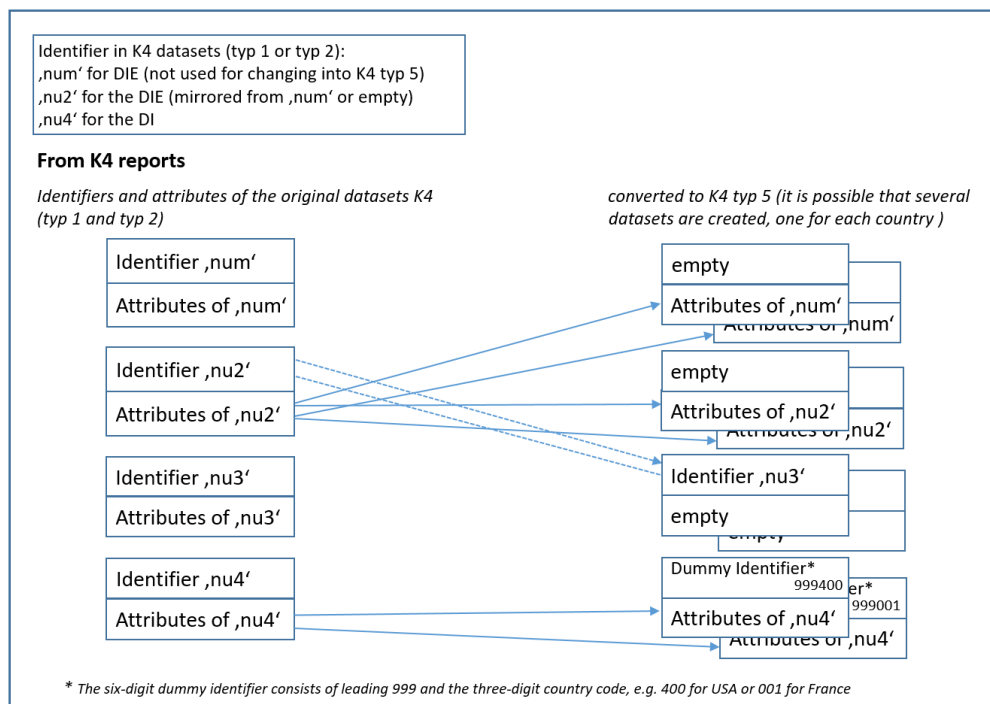 Identifier in K4 datasets (typ 1 or typ 2):
‚num‘ for DIE (not used for changing into K4 typ 5)
‚nu2‘ for the DIE (mirrored from ‚num‘ or empty)
‚nu4‘ for the DI
From K4 reports
Identifiers and attributes of the original datasets K4
(typ 1 and typ 2)
converted to K4 typ 5 (it is possible that several
datasets are created, one for each country )
Identifier ‚num‘
Attributes of ‚num‘
Identifier ‚nu2‘
Attributes of ‚nu2‘
Identifier ‚nu3‘
Attributes of ‚nu3‘
Identifier ‚nu4‘
Attributes of ‚nu4‘
empty
Attributes of ‚num‘
Attributes of ‚num‘
empty
Attributes of ‚nu2‘
Attributes of ‚nu2‘
Identifier ‚nu3‘
empty
empty
Dummy Identifier*
999400
er*
999001
Attributes of ‚nu4‘
Attributes of ‚nu4‘
* The six-digit dummy identifier consists of leading 999 and the three-digit country code, e.g. 400 for USA or 001 for France